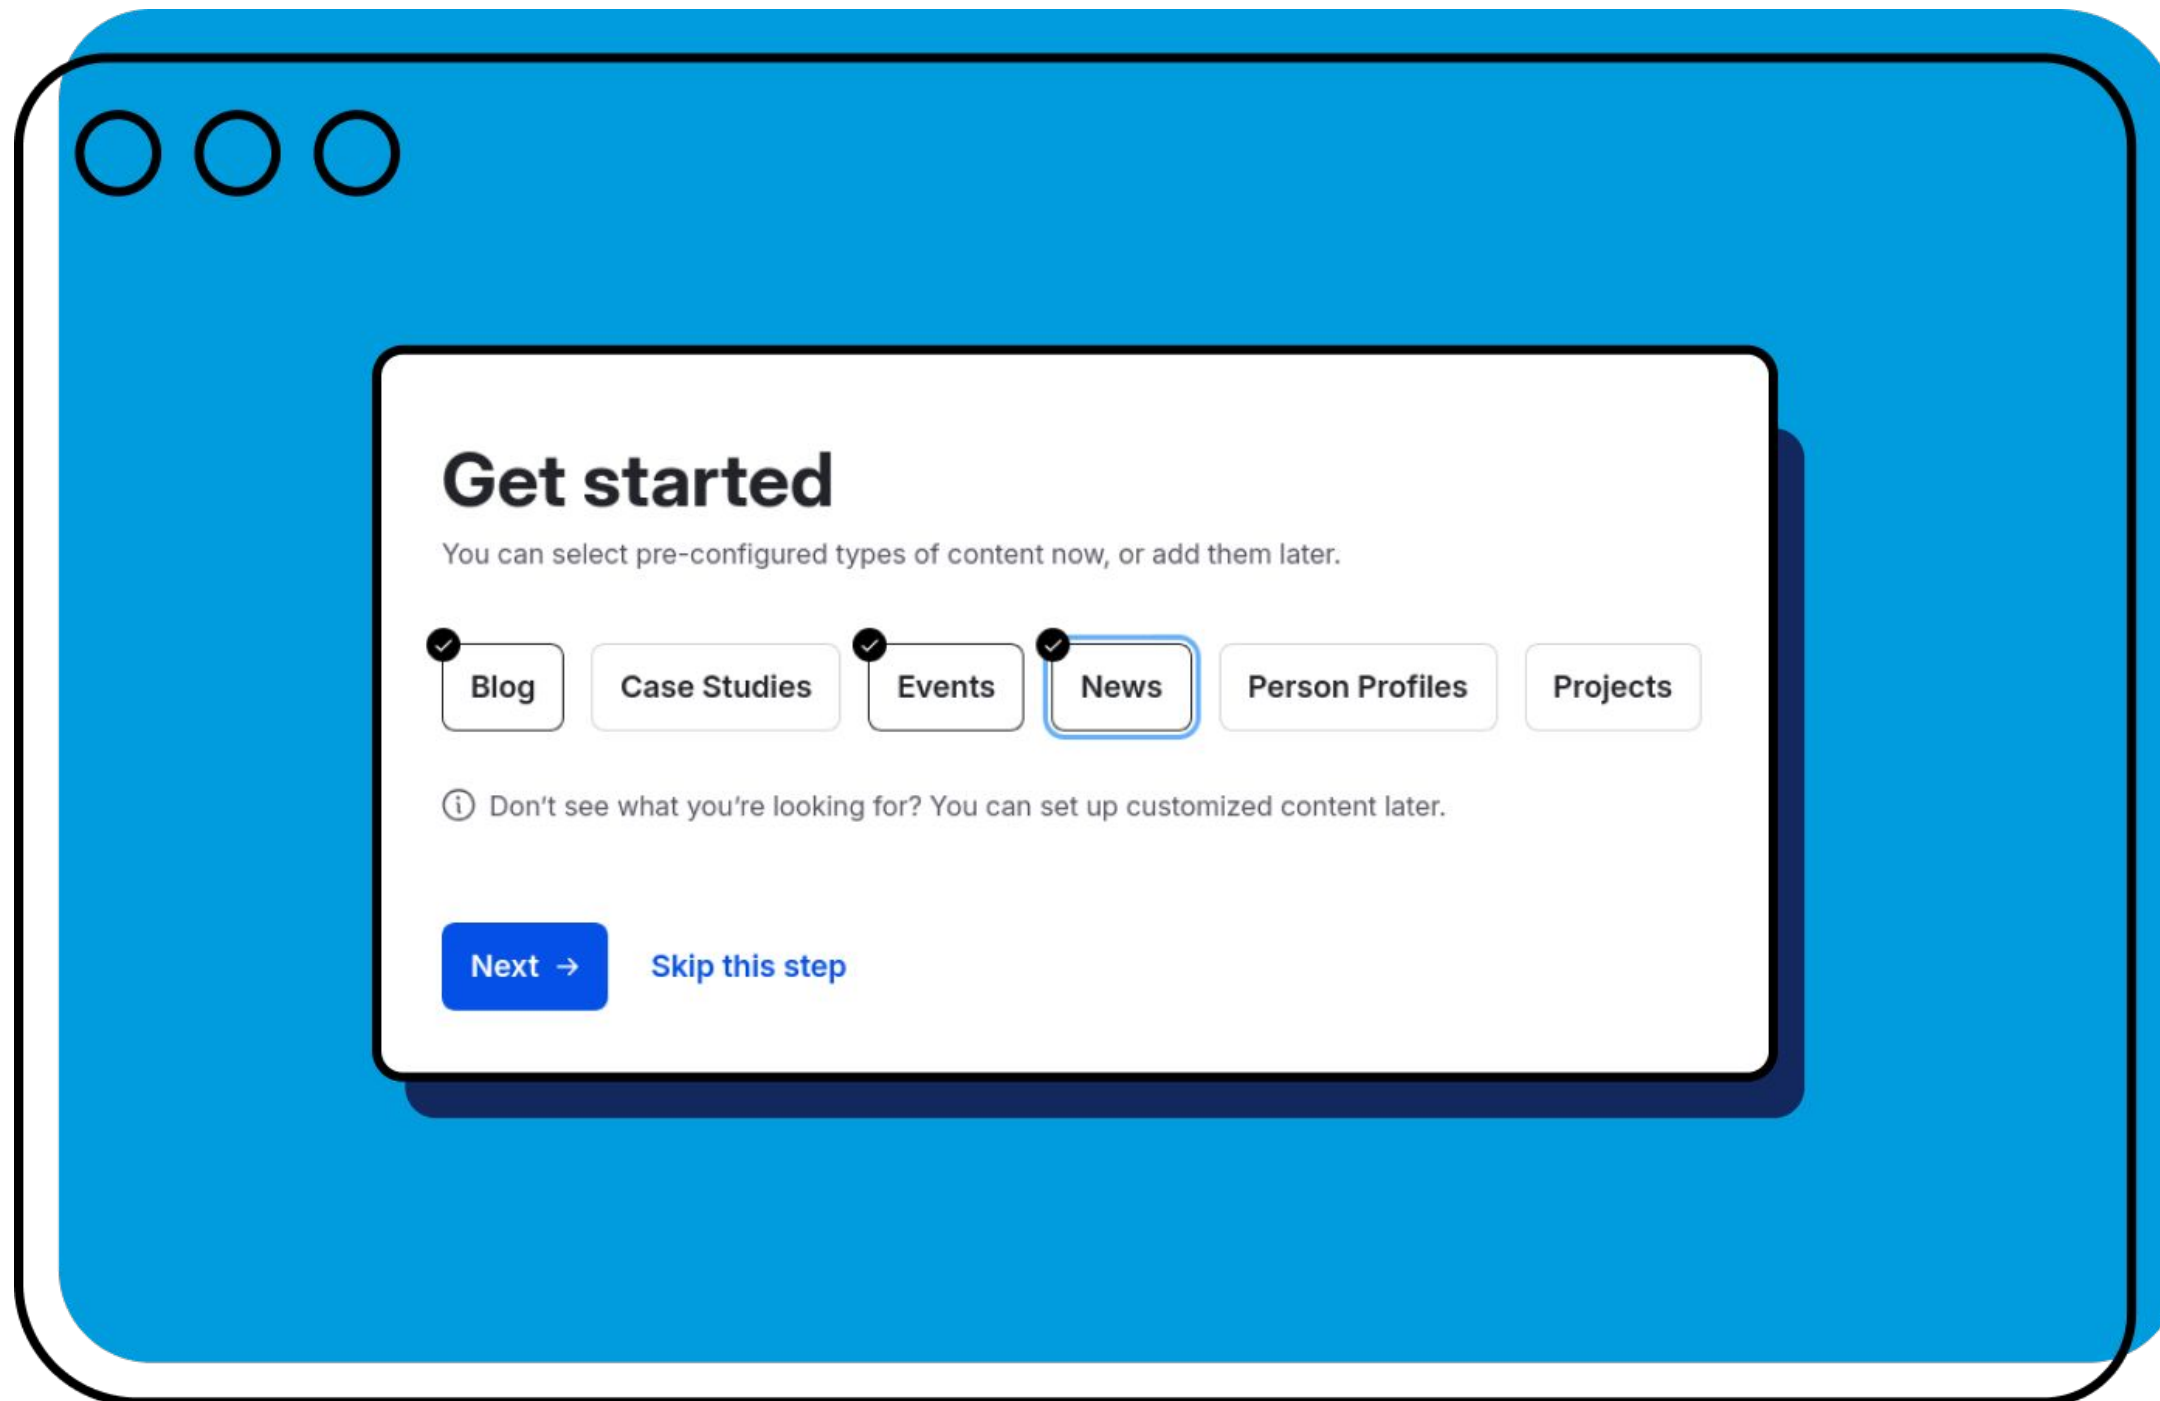 Get started
You can select pre-configured types of content now, or add them later.
Blog Case Studies Events News Person Profiles Projects
Don’t see what you’re looking for? You can set up customized content later.
Next → Skip this step